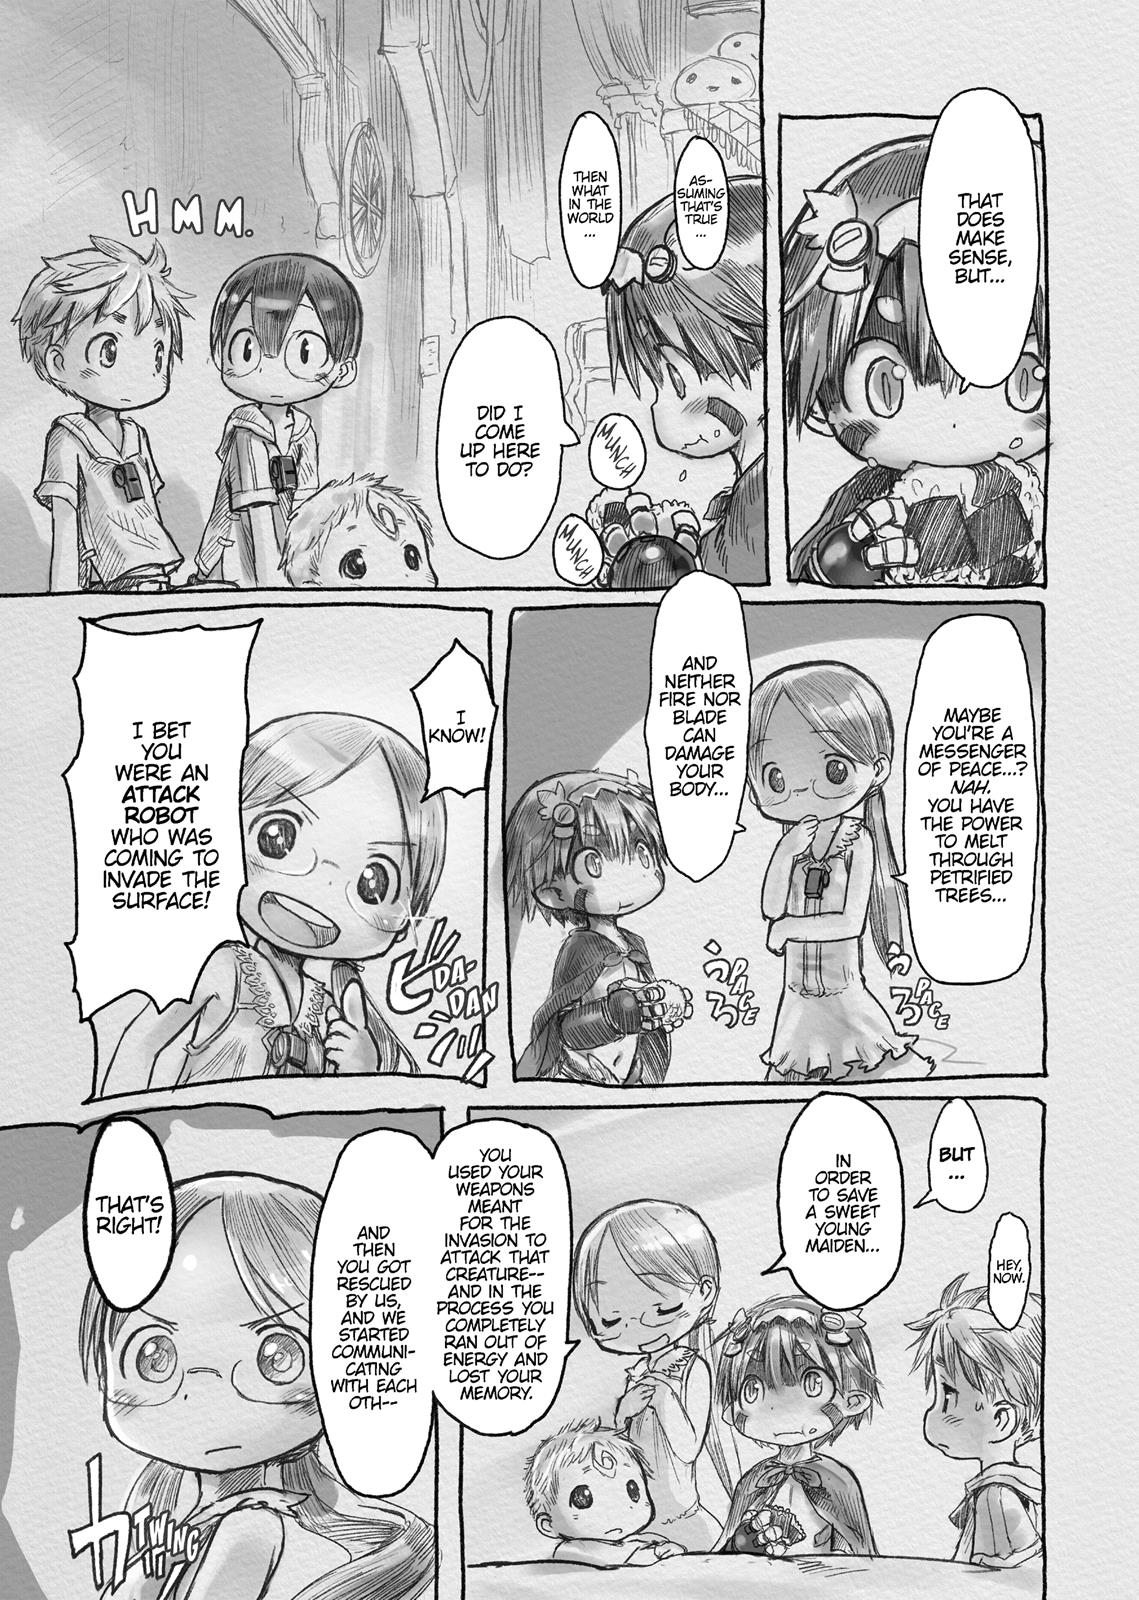 THAT
DOES
MAKE
SENSE,
BUT...
AS-
SUMING
THAT'S
TRUE
...
THEN
WHAT
IN THE
WORLD
...
MUNCH
MUNCH
DID I
COME
UP HERE
TO DO?
HMM.
MAYBE
YOU'RE A
MESSENGER
OF PEACE...?
NAH.
YOU HAVE
THE POWER
TO MELT
THROUGH
PETRIFIED
TREES...
AND
NEITHER
FIRE NOR
BLADE
CAN
DAMAGE
YOUR
BODY...
うろ
PACE
うろ
PACE
I
KNOW!
I BET
YOU
WERE AN
ATTACK
ROBOT
WHO WAS
COMING TO
INVADE THE
SURFACE!
DA-
DAN
BUT
...
HEY,
NOW.
IN
ORDER
TO SAVE
A SWEET
YOUNG
MAIDEN...
YOU
USED YOUR
WEAPONS
MEANT
FOR THE
INVASION TO
ATTACK THAT
CREATURE--
AND IN THE
PROCESS YOU
COMPLETELY
RAN OUT OF
ENERGY AND
LOST YOUR
MEMORY.
AND
THEN
YOU GOT
RESCUED
BY US,
AND WE
STARTED
COMMUNI-
CATING
WITH EACH
OTH--
THAT'S
RIGHT!
TWING